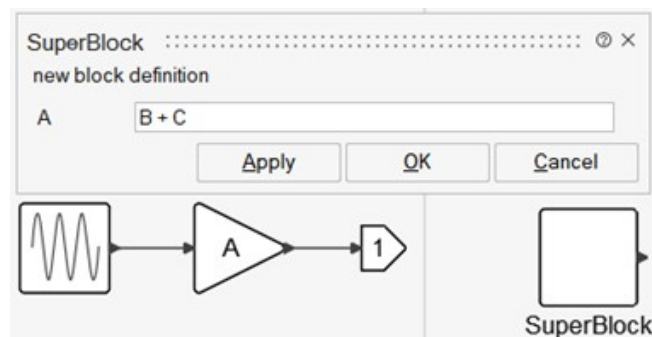 SuperBlock
new block definition
A B + C
Apply OK Cancel
A 1
SuperBlock